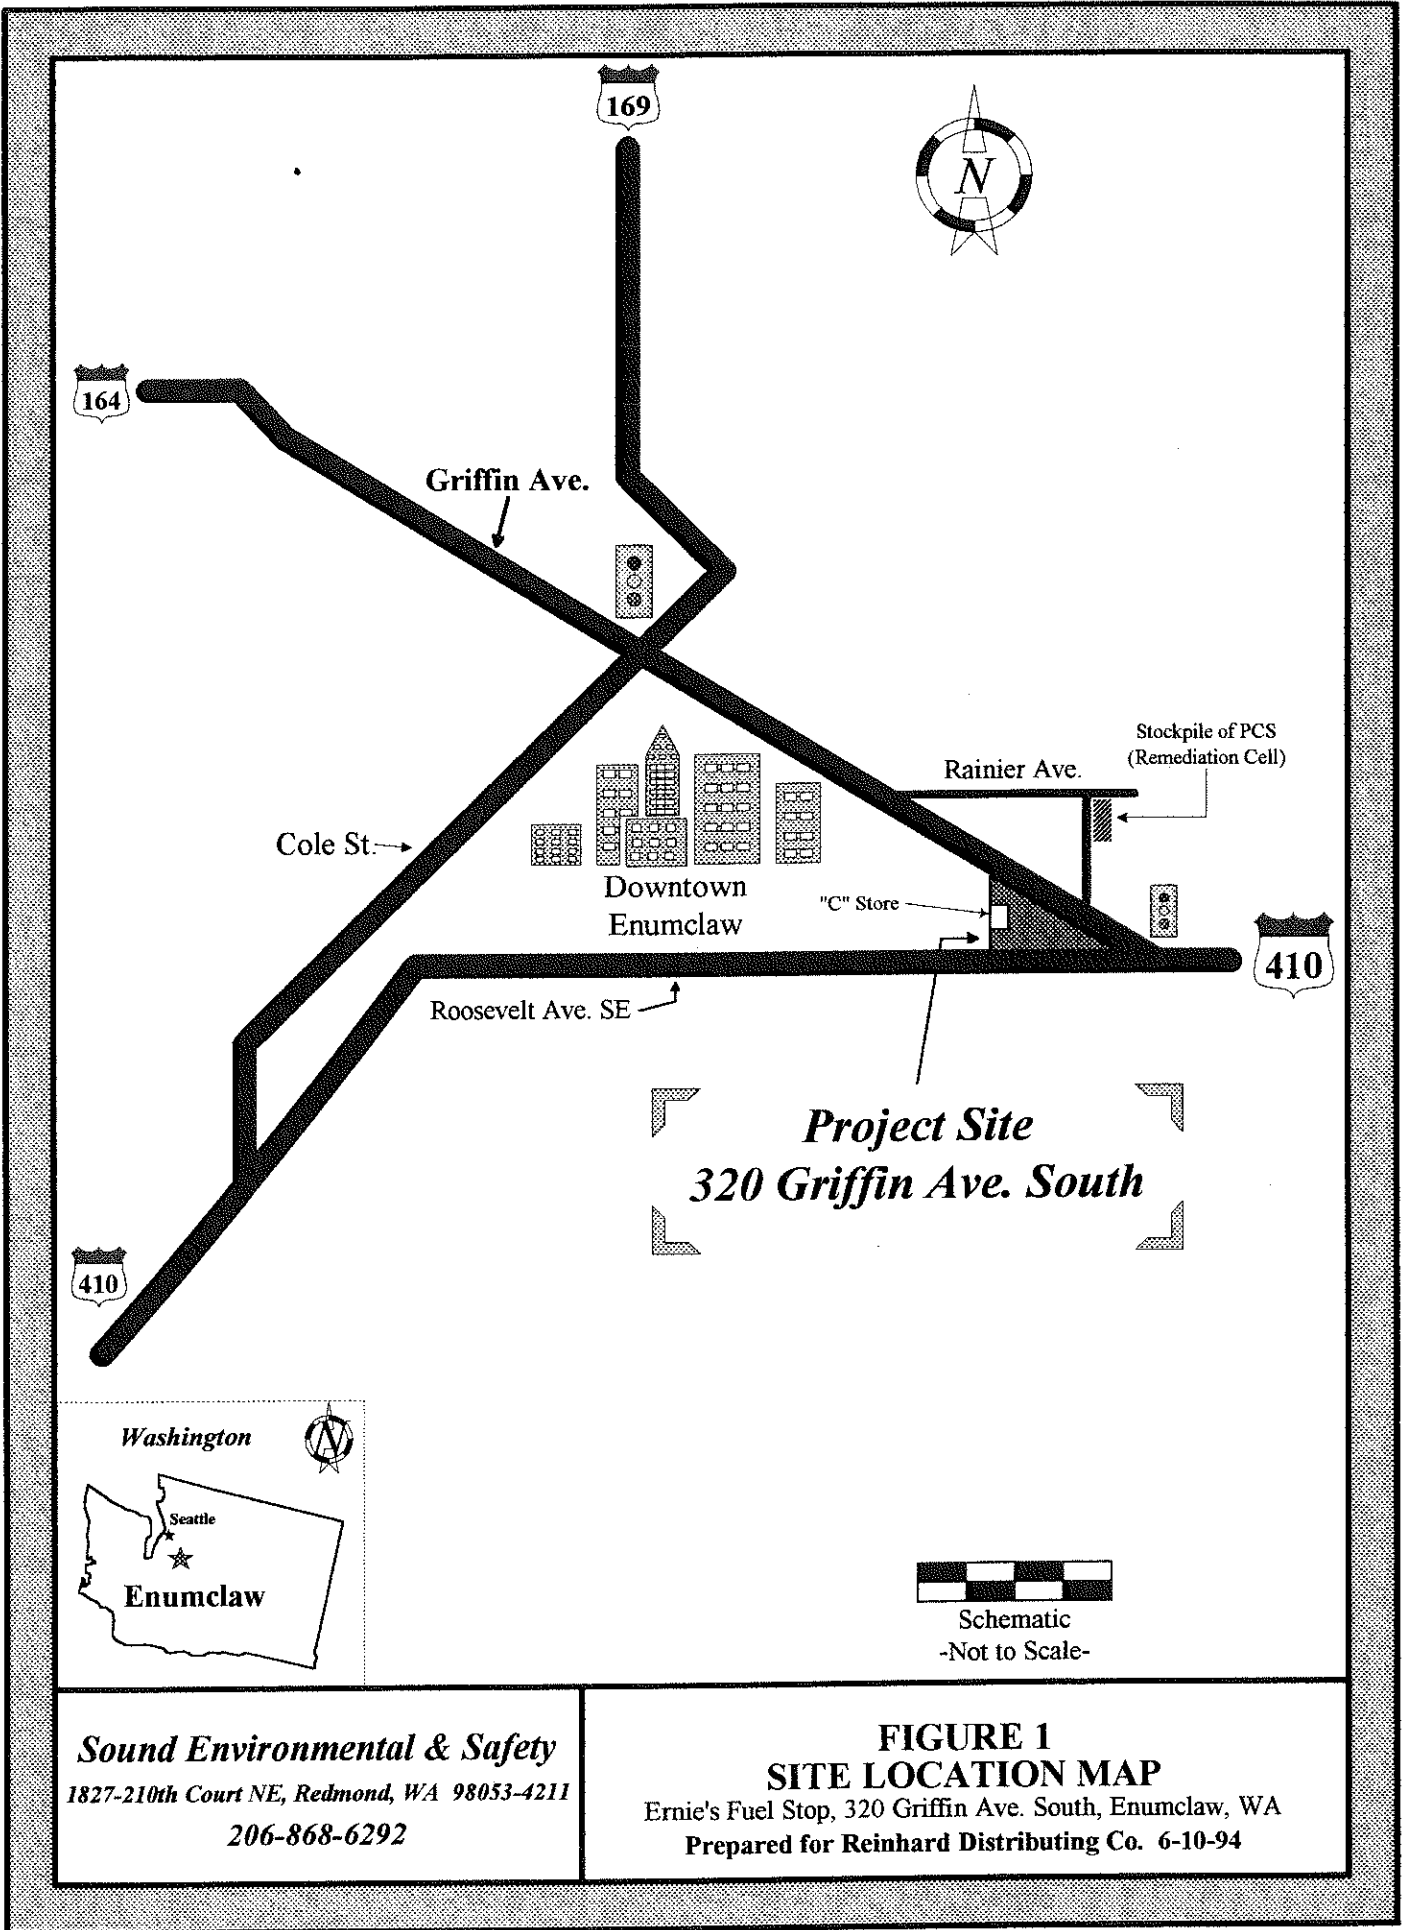 169
N
164
Griffin Ave.
Stockpile of PCS
(Remediation Cell)
Rainier Ave.
Cole St.
Downtown
Enumclaw
"C" Store
410
Roosevelt Ave. SE
Project Site
320 Griffin Ave. South
410
Washington
N
Seattle
Enumclaw
Schematic
-Not to Scale-
Sound Environmental & Safety
1827-210th Court NE, Redmond, WA 98053-4211
206-868-6292
FIGURE 1
SITE LOCATION MAP
Ernie's Fuel Stop, 320 Griffin Ave. South, Enumclaw, WA
Prepared for Reinhard Distributing Co. 6-10-94